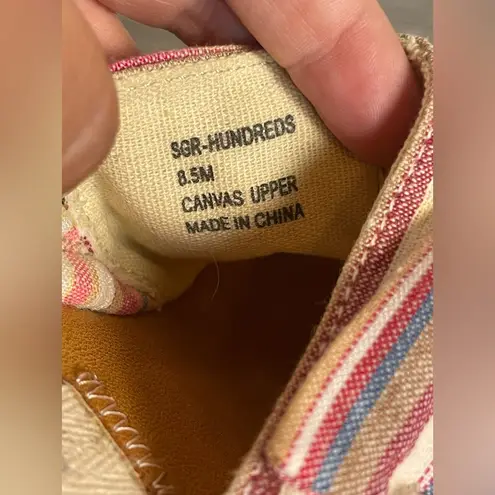 SGR-HUNDREDS
8.5M
CANVAS UPPER
MADE IN CHINA